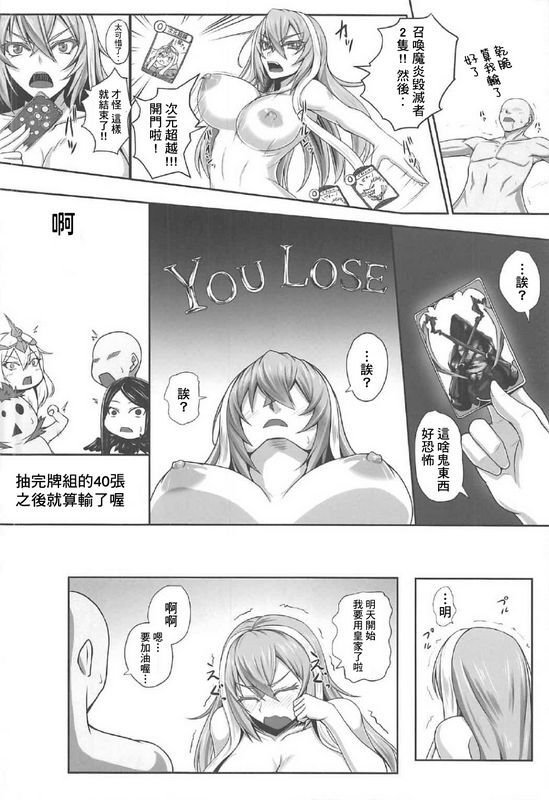 乾脆
算我輸了
好了
召喚魔炎毀滅者
2隻!! 然後‥
次元超越!!!
開門啦!
太可惜了…
才怪 這樣
就結束了!!
…誒?
這啥鬼東西
好恐怖
YOU LOSE
…誒?
誒?
啊
抽完牌組的40張
之後就算輸了喔
…明
明天開始
我要用皇家了啦
啊啊
嗯…
要加油喔…